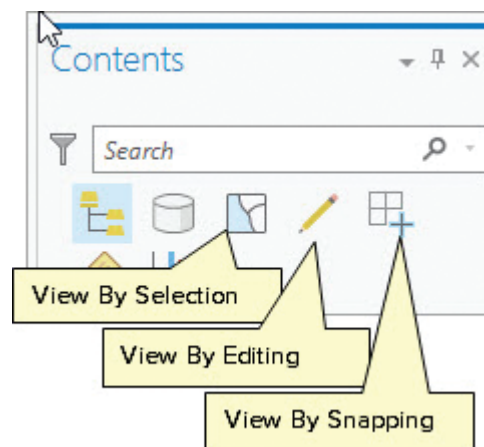 Contents
Search
View By Selection
View By Editing
View By Snapping